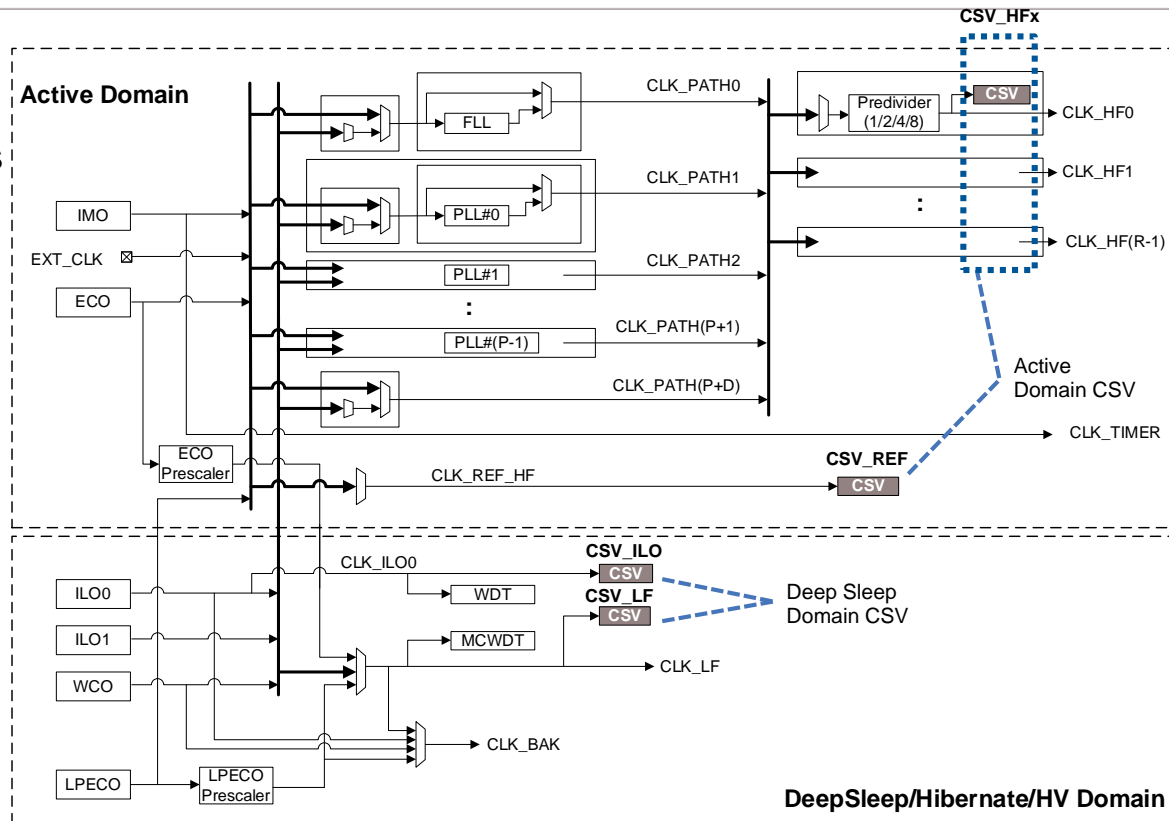 CSV_HFx
Active Domain
CLK_PATH0
CSV
Predivider
(1/2/4/8)
CLK_HF0
FLL
CLK_PATH1
CLK_HF1
IMO
PLL#0
:
EXT_CLK
CLK_PATH2
CLK_HF(R-1)
ECO
PLL#1
:
CLK_PATH(P+1)
PLL#(P-1)
Active
Domain CSV
CLK_PATH(P+D)
CLK_TIMER
ECO
Prescaler
CSV_REF
CLK_REF_HF
CSV
CSV_ILO
CLK_ILO0
CSV
ILO0
WDT
CSV_LF
CSV
Deep Sleep
Domain CSV
ILO1
MCWDT
CLK_LF
WCO
CLK_BAK
LPECO
LPECO
Prescaler
DeepSleep/Hibernate/HV Domain